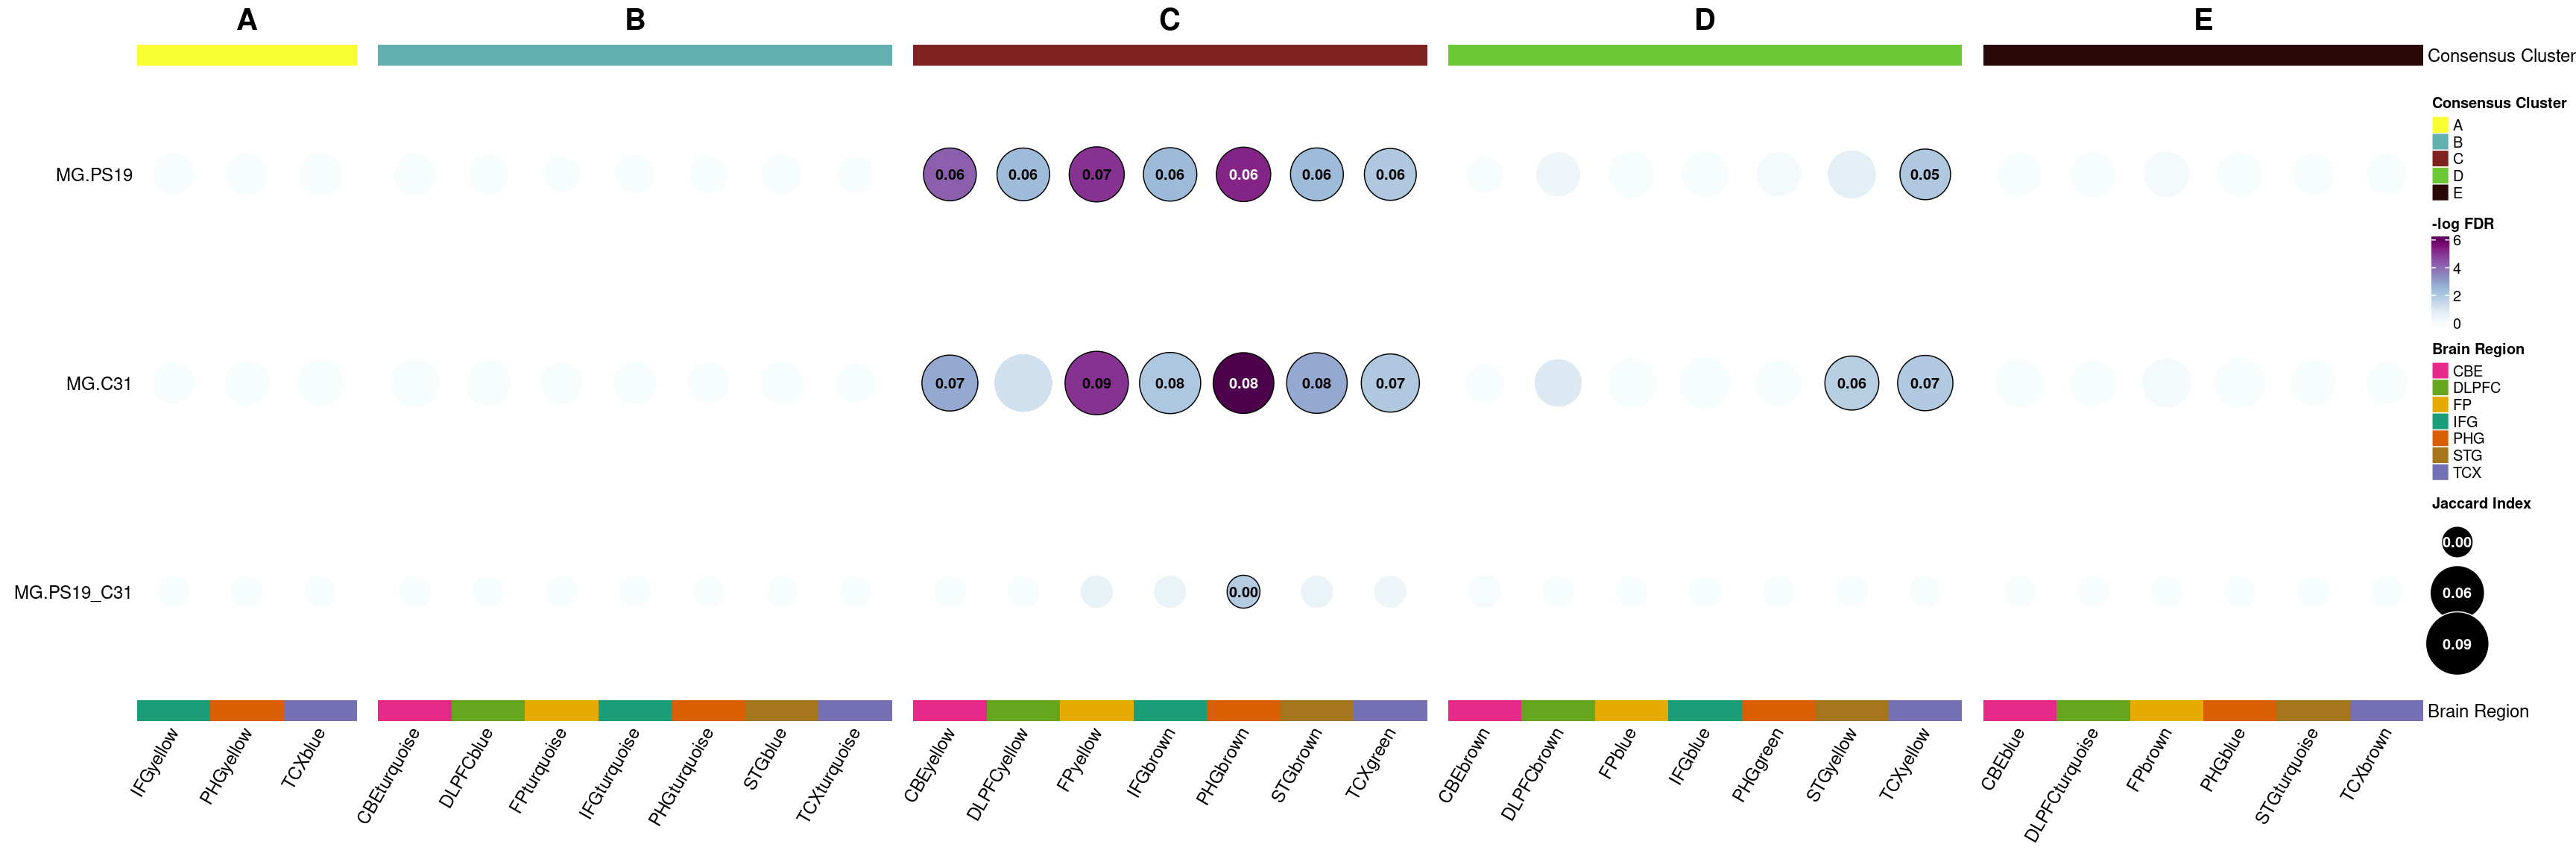 A B C D E
Consensus Cluster
Consensus Cluster
A
B
C
D
E
MG.PS19
0.06 0.06 0.07 0.06 0.06 0.06 0.06 0.05
-log FDR
6
4
2
0
MG.C31
0.07 0.09 0.08 0.08 0.08 0.07 0.06 0.07
Brain Region
CBE
DLPFC
FP
IFG
PHG
STG
TCX
Jaccard Index
0.00
0.06
0.09
MG.PS19_C31
0.00
Brain Region
IFGyellow
PHGyellow
TCXblue
CBEturquoise
DLPFCblue
FPturquoise
IFGturquoise
PHGturquoise
STGblue
TCXturquoise
CBEyellow
DLPFCyellow
FPyellow
IFGbrown
PHGbrown
STGbrown
TCXgreen
CBEbrown
DLPFCbrown
FPblue
IFGblue
PHGgreen
STGyellow
TCXyellow
CBEblue
DLPFCturquoise
FPbrown
PHGblue
STGturquoise
TCXbrown